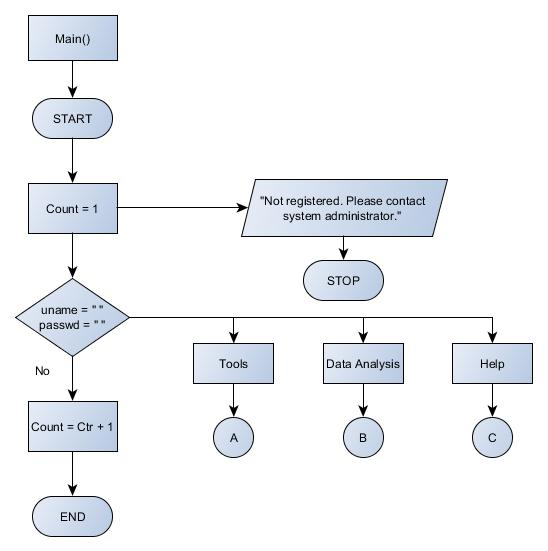 Main()
START
Count = 1
"Not registered. Please contact
system administrator."
STOP
uname = " "
passwd = " "
Tools
Data Analysis
Help
No
A
B
C
Count = Ctr + 1
END